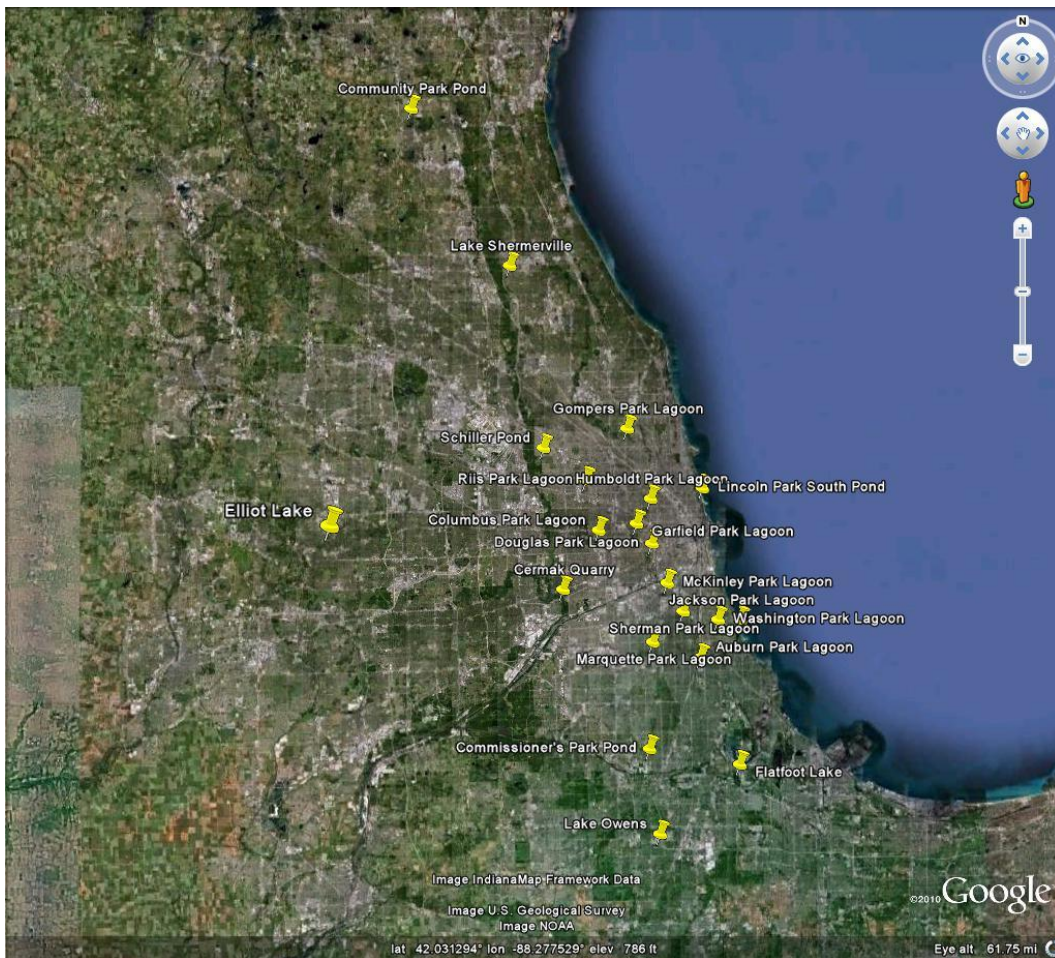 N
Community Park Pond
Lake Shermerville
Gompers Park Lagoon
Schiller Pond
Riis Park Lagoon
Humboldt Park Lagoon
Lincoln Park South Pond
Elliot Lake
Columbus Park Lagoon
Garfield Park Lagoon
Douglas Park Lagoon
Cermak Quarry
McKinley Park Lagoon
Jackson Park Lagoon
Washington Park Lagoon
Sherman Park Lagoon
Auburn Park Lagoon
Marquette Park Lagoon
Commissioner's Park Pond
Flatfoot Lake
Lake Owens
Image IndianaMap Framework Data
©2010 Google
Image U.S. Geological Survey
Image NOAA
lat 42.031294° lon -88.277529° elev 786 ft
Eye alt 61.75 mi